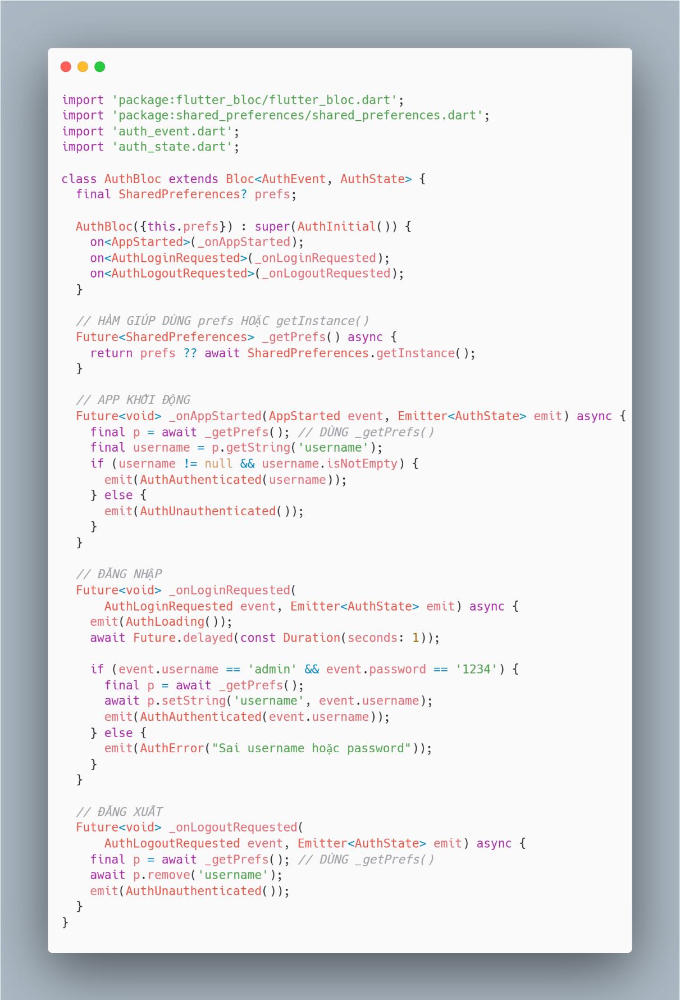 import 'package:flutter_bloc/flutter_bloc.dart';
import 'package:shared_preferences/shared_preferences.dart';
import 'auth_event.dart';
import 'auth_state.dart';

class AuthBloc extends Bloc<AuthEvent, AuthState> {
  final SharedPreferences? prefs;

  AuthBloc({this.prefs}) : super(AuthInitial()) {
    on<AppStarted>(_onAppStarted);
    on<AuthLoginRequested>(_onLoginRequested);
    on<AuthLogoutRequested>(_onLogoutRequested);
  }

  // HÀM GIÚP DÙNG prefs HOẶC getInstance()
  Future<SharedPreferences> _getPrefs() async {
    return prefs ?? await SharedPreferences.getInstance();
  }

  // APP KHỞI ĐỘNG
  Future<void> _onAppStarted(AppStarted event, Emitter<AuthState> emit) async {
    final p = await _getPrefs(); // DÙNG _getPrefs()
    final username = p.getString('username');
    if (username != null && username.isNotEmpty) {
      emit(AuthAuthenticated(username));
    } else {
      emit(AuthUnauthenticated());
    }
  }

  // ĐĂNG NHẬP
  Future<void> _onLoginRequested(
      AuthLoginRequested event, Emitter<AuthState> emit) async {
    emit(AuthLoading());
    await Future.delayed(const Duration(seconds: 1));

    if (event.username == 'admin' && event.password == '1234') {
      final p = await _getPrefs();
      await p.setString('username', event.username);
      emit(AuthAuthenticated(event.username));
    } else {
      emit(AuthError("Sai username hoặc password"));
    }
  }

  // ĐĂNG XUẤT
  Future<void> _onLogoutRequested(
      AuthLogoutRequested event, Emitter<AuthState> emit) async {
    final p = await _getPrefs(); // DÙNG _getPrefs()
    await p.remove('username');
    emit(AuthUnauthenticated());
  }
}